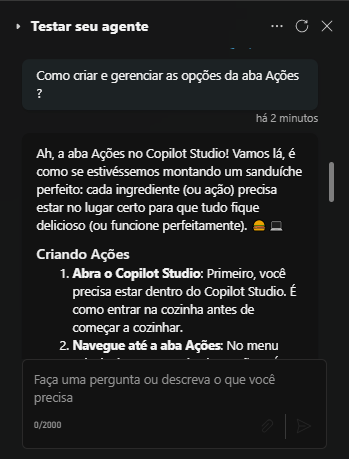 Testar seu agente
Como criar e gerenciar as opções da aba Ações
?
há 2 minutos
Ah, a aba Ações no Copilot Studio! Vamos lá, é
como se estivéssemos montando um sanduíche
perfeito: cada ingrediente (ou ação) precisa
estar no lugar certo para que tudo fique
delicioso (ou funcione perfeitamente). 🍔 💻
Criando Ações
1. Abra o Copilot Studio: Primeiro, você
precisa estar dentro do Copilot Studio. É
como entrar na cozinha antes de
começar a cozinhar.
2. Navegue até a aba Ações: No menu
Faça uma pergunta ou descreva o que você
precisa
0/2000